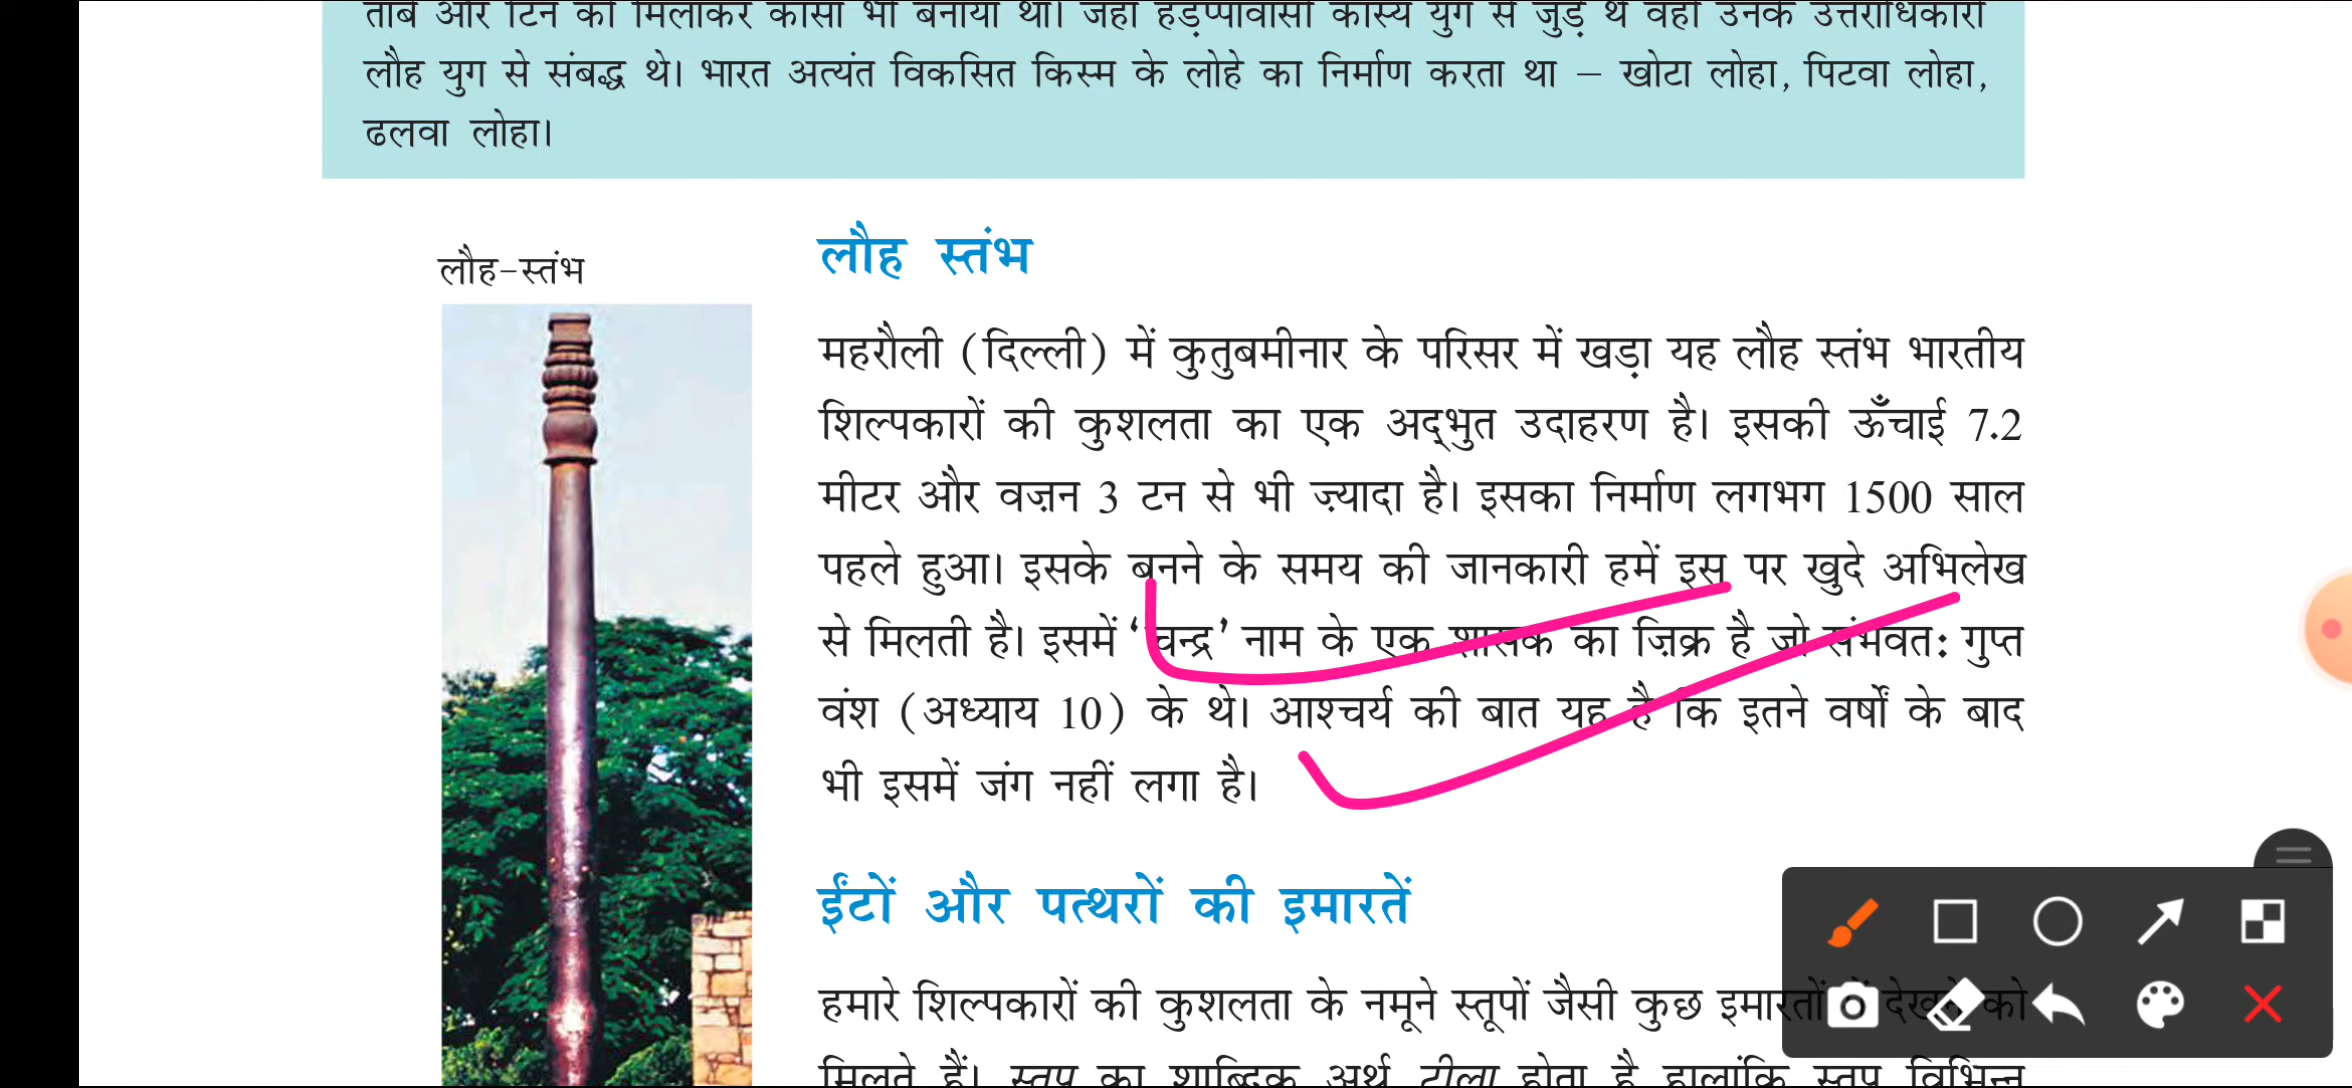 ताँबे और टिन को मिलाकर काँसा भी बनाया था। जहाँ हड़प्पावासी कांस्य युग से जुड़े थे वहीं उनके उत्तराधिकारी
लौह युग से संबद्ध थे। भारत अत्यंत विकसित किस्म के लोहे का निर्माण करता था – खोटा लोहा, पिटवा लोहा,
ढलवा लोहा।
लौह स्तंभ
लौह-स्तंभ
महरौली (दिल्ली) में कुतुबमीनार के परिसर में खड़ा यह लौह स्तंभ भारतीय
शिल्पकारों की कुशलता का एक अद्भुत उदाहरण है। इसकी ऊँचाई 7.2
मीटर और वज़न 3 टन से भी ज़्यादा है। इसका निर्माण लगभग 1500 साल
पहले हुआ। इसके बनने के समय की जानकारी हमें इस पर खुदे अभिलेख
से मिलती है। इसमें ‘चन्द्र’ नाम के एक शासक का ज़िक्र है जो संभवतः गुप्त
वंश (अध्याय 10) के थे। आश्चर्य की बात यह है कि इतने वर्षों के बाद
भी इसमें जंग नहीं लगा है।
ईंटों और पत्थरों की इमारतें
हमारे शिल्पकारों की कुशलता के नमूने स्तूपों जैसी कुछ इमारतों में देखने को
मिलते हैं। स्तूप का शाब्दिक अर्थ टीला होता है हालांकि स्तूप विभिन्न